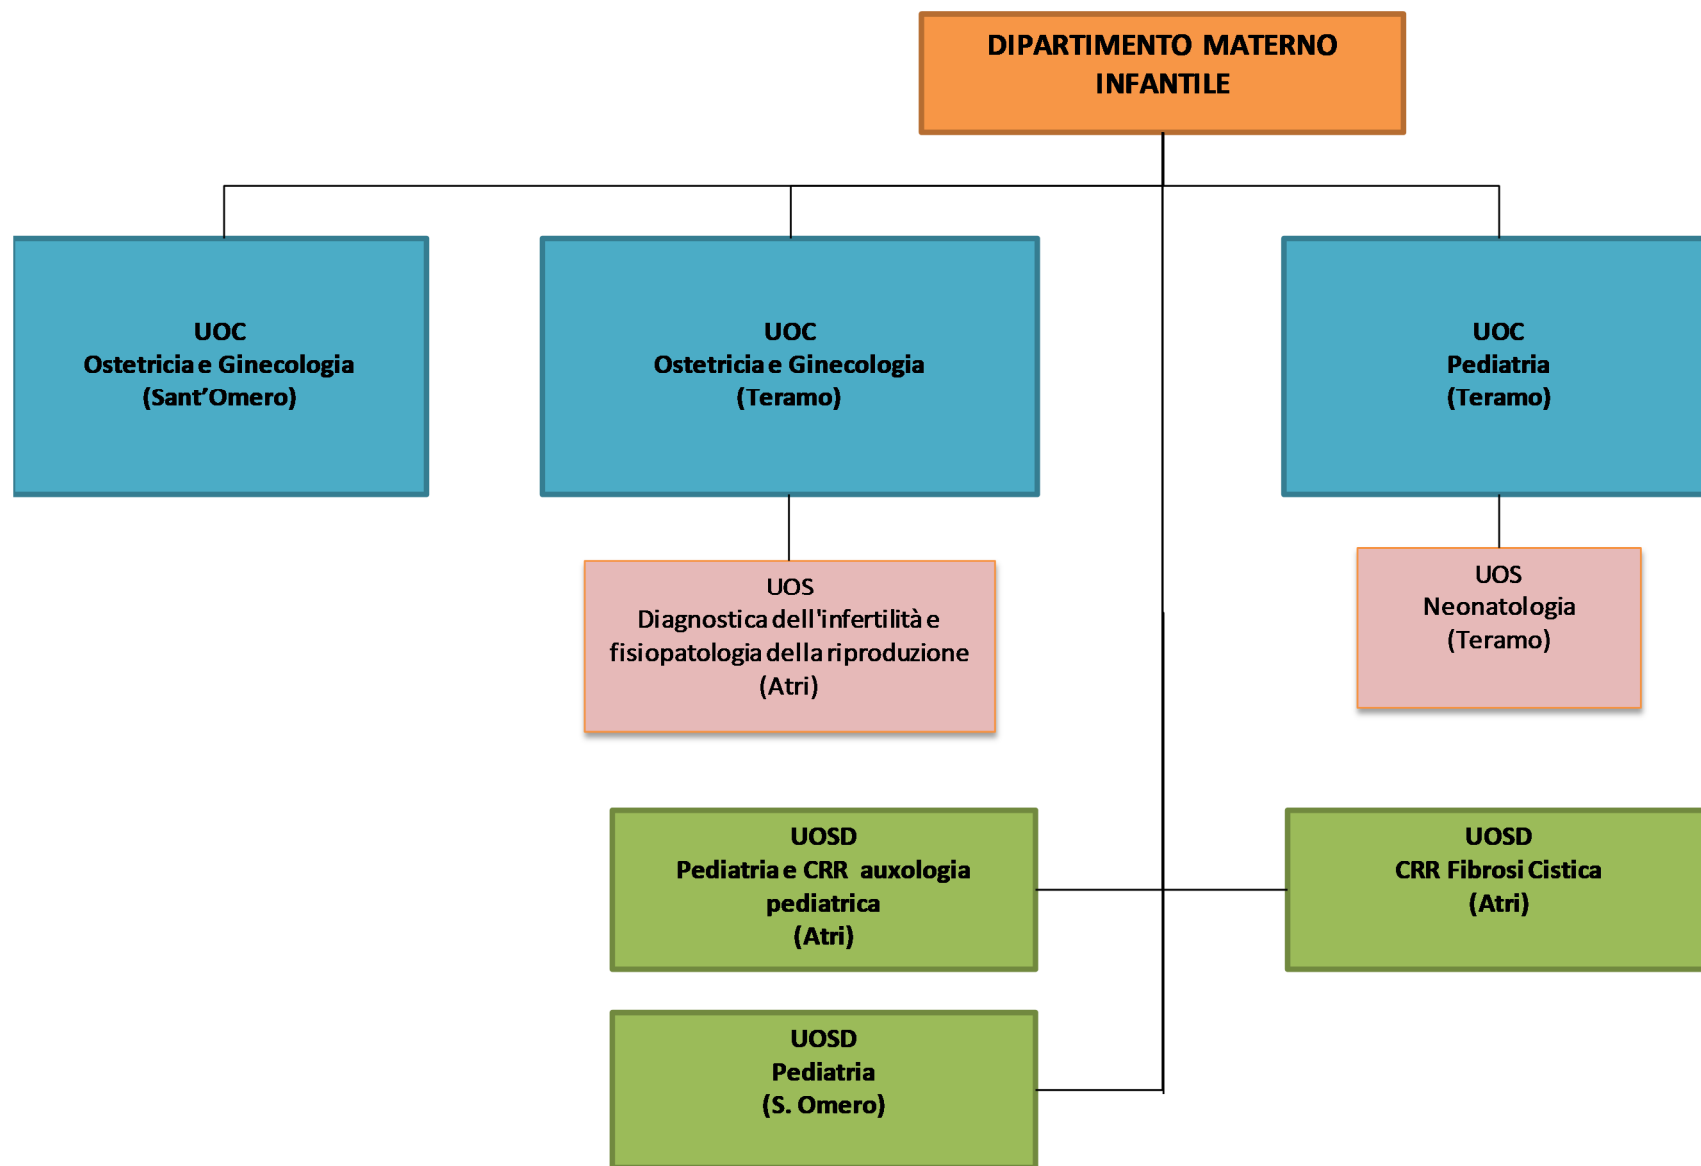 DIPARTIMENTO MATERNO
INFANTILE
UOC
Ostetricia e Ginecologia
(Sant’Omero)
UOC
Ostetricia e Ginecologia
(Teramo)
UOC
Pediatria
(Teramo)
UOS
Diagnostica dell'infertilità e
fisiopatologia della riproduzione
(Atri)
UOS
Neonatologia
(Teramo)
UOSD
Pediatria e CRR auxologia
pediatrica
(Atri)
UOSD
CRR Fibrosi Cistica
(Atri)
UOSD
Pediatria
(S. Omero)